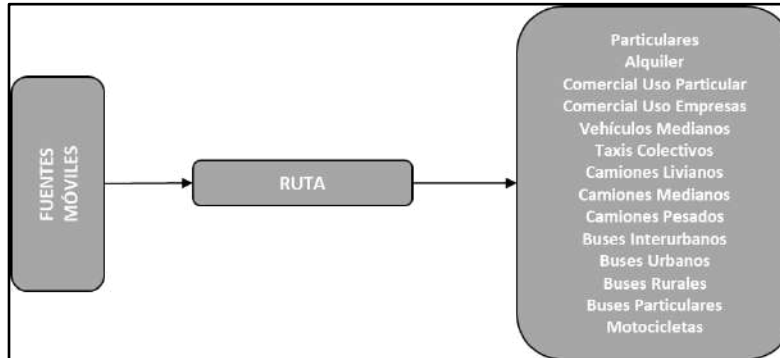 FUENTES
MÓVILES
RUTA
Particulares
Alquiler
Comercial Uso Particular
Comercial Uso Empresas
Vehículos Medianos
Taxis Colectivos
Camiones Livianos
Camiones Medianos
Camiones Pesados
Buses Interurbanos
Buses Urbanos
Buses Rurales
Buses Particulares
Motocicletas